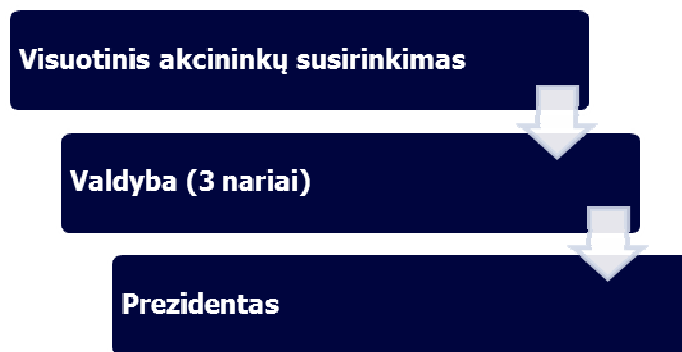 Visuotinis akcininkų susirinkimas
Valdyba (3 nariai)
Prezidentas